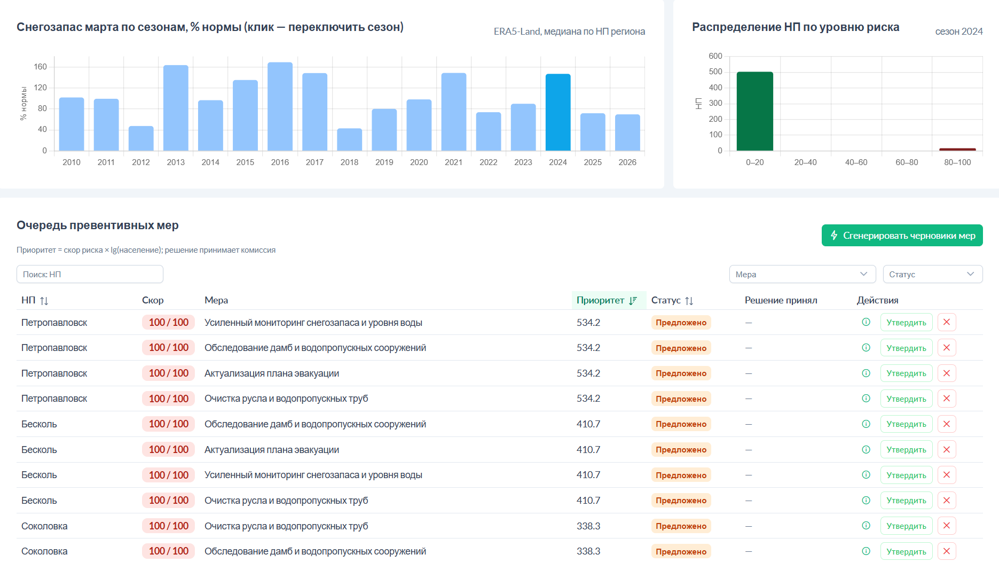 Снегозапас марта по сезонам, % нормы (клик — переключить сезон)
ERA5-Land, медиана по НП региона
% нормы
160
120
80
40
0
2010 2011 2012 2013 2014 2015 2016 2017 2018 2019 2020 2021 2022 2023 2024 2025 2026
Распределение НП по уровню риска
сезон 2024
НП
600
500
400
300
200
100
0
0–20 20–40 40–60 60–80 80–100
Очередь превентивных мер
Сгенерировать черновики мер
Приоритет = скор риска × lg(население); решение принимает комиссия
Поиск: НП
Мера
Статус
НП Скор Мера Приоритет Статус Решение принял Действия
Петропавловск 100 / 100 Усиленный мониторинг снегозапаса и уровня воды 534.2 Предложено — Утвердить
Петропавловск 100 / 100 Обследование дамб и водопропускных сооружений 534.2 Предложено — Утвердить
Петропавловск 100 / 100 Актуализация плана эвакуации 534.2 Предложено — Утвердить
Петропавловск 100 / 100 Очистка русла и водопропускных труб 534.2 Предложено — Утвердить
Бесколь 100 / 100 Обследование дамб и водопропускных сооружений 410.7 Предложено — Утвердить
Бесколь 100 / 100 Актуализация плана эвакуации 410.7 Предложено — Утвердить
Бесколь 100 / 100 Усиленный мониторинг снегозапаса и уровня воды 410.7 Предложено — Утвердить
Бесколь 100 / 100 Очистка русла и водопропускных труб 410.7 Предложено — Утвердить
Соколовка 100 / 100 Очистка русла и водопропускных труб 338.3 Предложено — Утвердить
Соколовка 100 / 100 Обследование дамб и водопропускных сооружений 338.3 Предложено — Утвердить